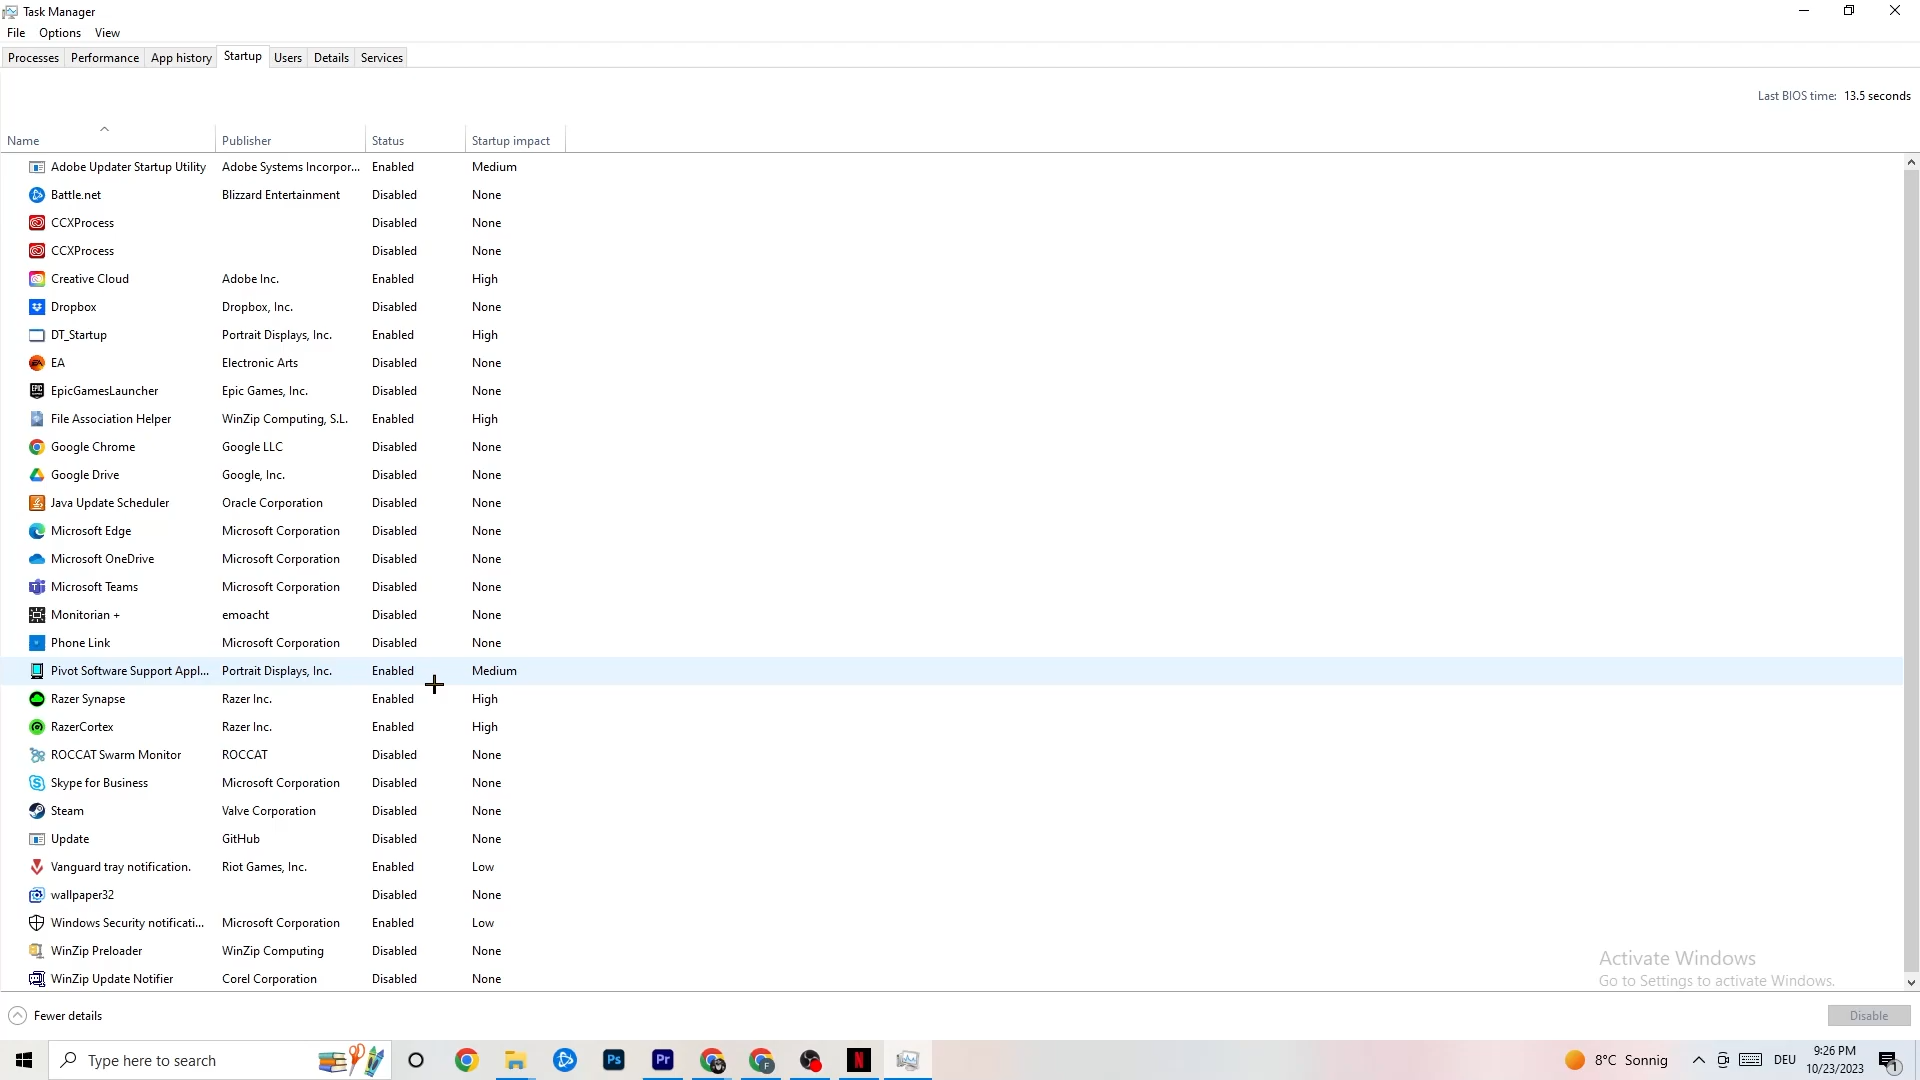 Task Manager
File Options View
Processes Performance App history Startup Users Details Services
Last BIOS time: 13.5 seconds
Name Publisher Status Startup impact
Adobe Updater Startup Utility Adobe Systems Incorpor... Enabled Medium
Battle.net Blizzard Entertainment Disabled None
CCXProcess Disabled None
CCXProcess Disabled None
Creative Cloud Adobe Inc. Enabled High
Dropbox Dropbox, Inc. Disabled None
DT_Startup Portrait Displays, Inc. Enabled High
EA Electronic Arts Disabled None
EpicGamesLauncher Epic Games, Inc. Disabled None
File Association Helper WinZip Computing, S.L. Enabled High
Google Chrome Google LLC Disabled None
Google Drive Google, Inc. Disabled None
Java Update Scheduler Oracle Corporation Disabled None
Microsoft Edge Microsoft Corporation Disabled None
Microsoft OneDrive Microsoft Corporation Disabled None
Microsoft Teams Microsoft Corporation Disabled None
Monitorian + emoacht Disabled None
Phone Link Microsoft Corporation Disabled None
Pivot Software Support Appl... Portrait Displays, Inc. Enabled Medium
Razer Synapse Razer Inc. Enabled High
RazerCortex Razer Inc. Enabled High
ROCCAT Swarm Monitor ROCCAT Disabled None
Skype for Business Microsoft Corporation Disabled None
Steam Valve Corporation Disabled None
Update GitHub Disabled None
Vanguard tray notification. Riot Games, Inc. Enabled Low
wallpaper32 Disabled None
Windows Security notificati... Microsoft Corporation Enabled Low
WinZip Preloader WinZip Computing Disabled None
WinZip Update Notifier Corel Corporation Disabled None
Activate Windows
Go to Settings to activate Windows.
Fewer details Disable
Type here to search Ps Pr F N 8°C Sonnig DEU 9:26 PM
10/23/2023 1